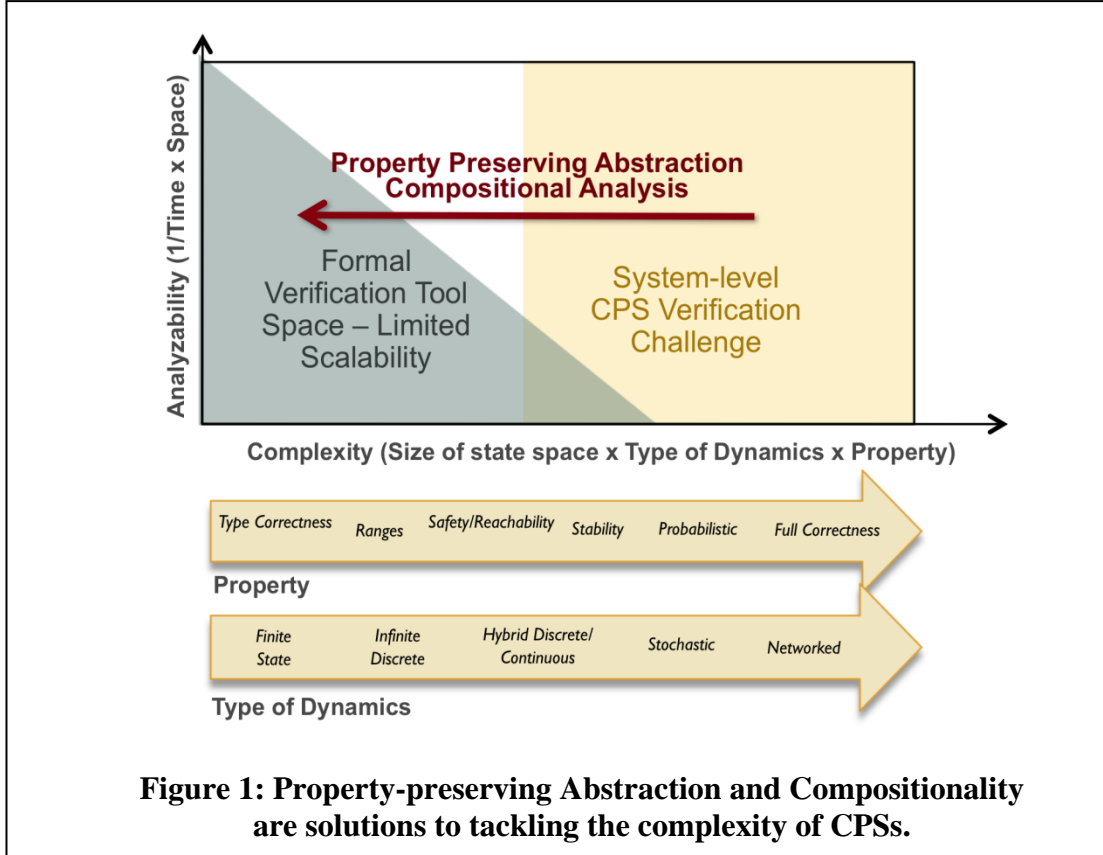 Analyzability (1/Time x Space)
Property Preserving Abstraction
Compositional Analysis
Formal
Verification Tool
Space – Limited
Scalability
System-level
CPS Verification
Challenge
Complexity (Size of state space x Type of Dynamics x Property)
Type Correctness
Ranges
Safety/Reachability
Stability
Probabilistic
Full Correctness
Property
Finite
State
Infinite
Discrete
Hybrid Discrete/
Continuous
Stochastic
Networked
Type of Dynamics
Figure 1: Property-preserving Abstraction and Compositionality
are solutions to tackling the complexity of CPSs.